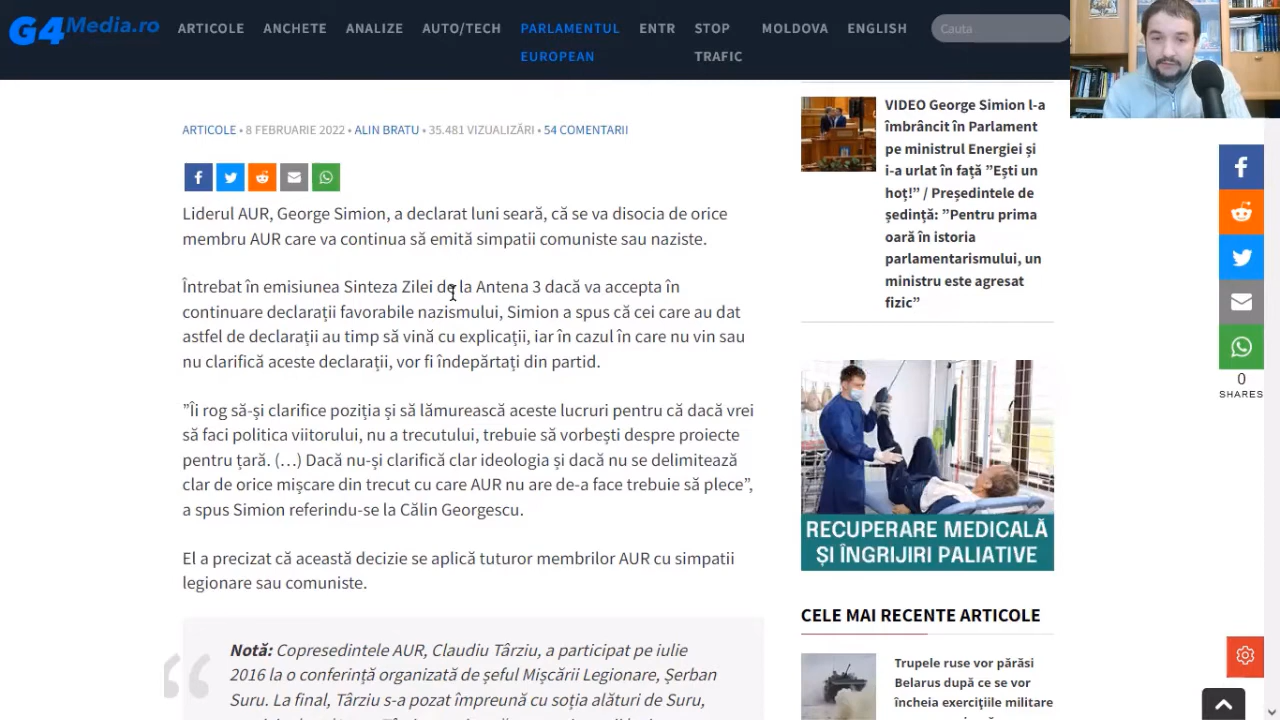 G4Media.ro
ARTICOLE
ANCHETE
ANALIZE
AUTO/TECH
PARLAMENTUL
EUROPEAN
ENTR
STOP
TRAFIC
MOLDOVA
ENGLISH
Cauta
ARTICOLE • 8 FEBRUARIE 2022 • ALIN BRATU • 35.481 VIZUALIZĂRI • 54 COMENTARII
Liderul AUR, George Simion, a declarat luni seară, că se va disocia de orice
membru AUR care va continua să emită simpatii comuniste sau naziste.
Întrebat în emisiunea Sinteza Zilei de la Antena 3 dacă va accepta în
continuare declarații favorabile nazismului, Simion a spus că cei care au dat
astfel de declarații au timp să vină cu explicații, iar în cazul în care nu vin sau
nu clarifică aceste declarații, vor fi îndepărtați din partid.
”Îi rog să-și clarifice poziția și să lămurească aceste lucruri pentru că dacă vrei
să faci politica viitorului, nu a trecutului, trebuie să vorbești despre proiecte
pentru țară. (…) Dacă nu-și clarifică clar ideologia și dacă nu se delimitează
clar de orice mișcare din trecut cu care AUR nu are de-a face trebuie să plece”,
a spus Simion referindu-se la Călin Georgescu.
El a precizat că această decizie se aplică tuturor membrilor AUR cu simpatii
legionare sau comuniste.
Notă: Copresedintele AUR, Claudiu Târziu, a participat pe iulie
2016 la o conferință organizată de șeful Mișcării Legionare, Șerban
Suru. La final, Târziu s-a pozat împreună cu soția alături de Suru,
VIDEO George Simion l-a
îmbrâncit în Parlament
pe ministrul Energiei și
i-a urlat în față ”Ești un
hoț!” / Președintele de
ședință: ”Pentru prima
oară în istoria
parlamentarismului, un
ministru este agresat
fizic”
RECUPERARE MEDICALĂ
ȘI ÎNGRIJIRI PALIATIVE
CELE MAI RECENTE ARTICOLE
Trupele ruse vor părăsi
Belarus după ce se vor
încheia exerciţiile militare
0
SHARES